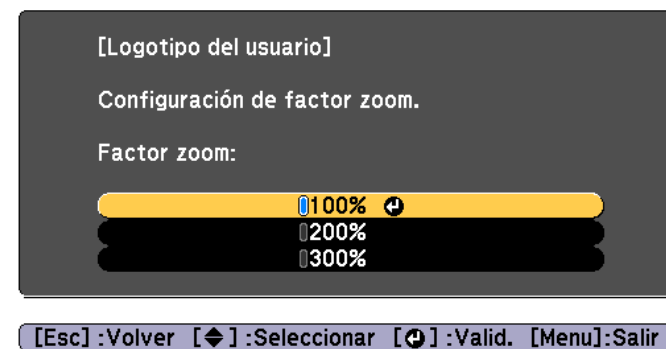 [Logotipo del usuario]
Configuración de factor zoom.
Factor zoom:
100%
200%
300%
[Esc] :Volver [◆] :Seleccionar [↵] :Valid. [Menu]:Salir